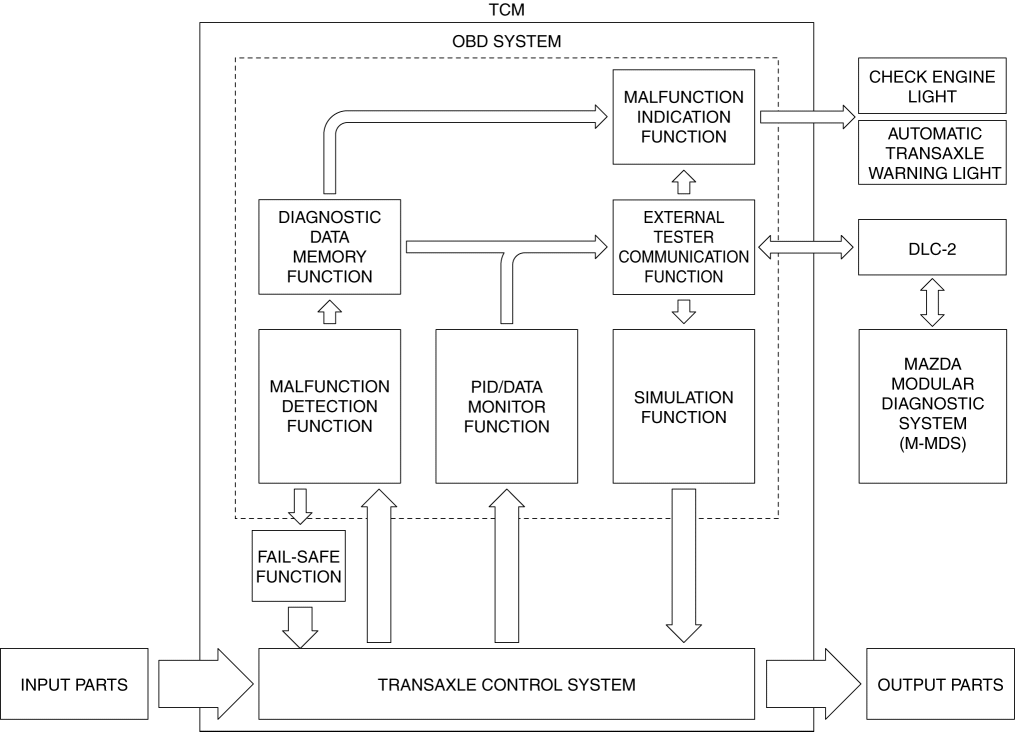 TCM
OBD SYSTEM
MALFUNCTION
INDICATION
FUNCTION
CHECK ENGINE
LIGHT
AUTOMATIC
TRANSAXLE
WARNING LIGHT
DIAGNOSTIC
DATA
MEMORY
FUNCTION
EXTERNAL
TESTER
COMMUNICATION
FUNCTION
DLC-2
MALFUNCTION
DETECTION
FUNCTION
PID/DATA
MONITOR
FUNCTION
SIMULATION
FUNCTION
MAZDA
MODULAR
DIAGNOSTIC
SYSTEM
(M-MDS)
FAIL-SAFE
FUNCTION
INPUT PARTS
TRANSAXLE CONTROL SYSTEM
OUTPUT PARTS